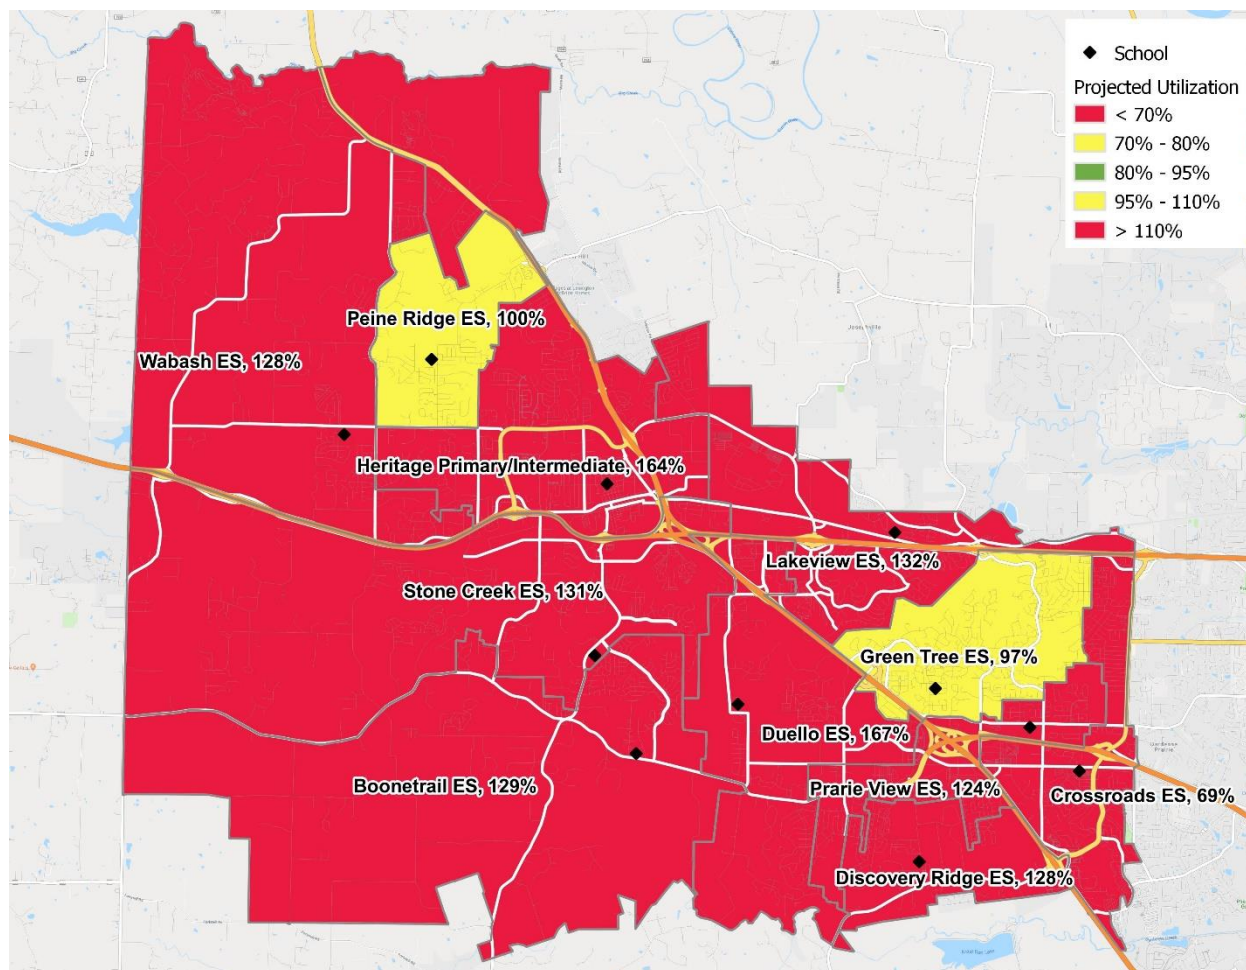 School
Projected Utilization
< 70%
70% - 80%
80% - 95%
95% - 110%
> 110%
Peine Ridge ES, 100%
Wabash ES, 128%
Heritage Primary/Intermediate, 164%
Lakeview ES, 132%
Stone Creek ES, 131%
Green Tree ES, 97%
Duello ES, 167%
Boonetrail ES, 129%
Prarie View ES, 124%
Crossroads ES, 69%
Discovery Ridge ES, 128%